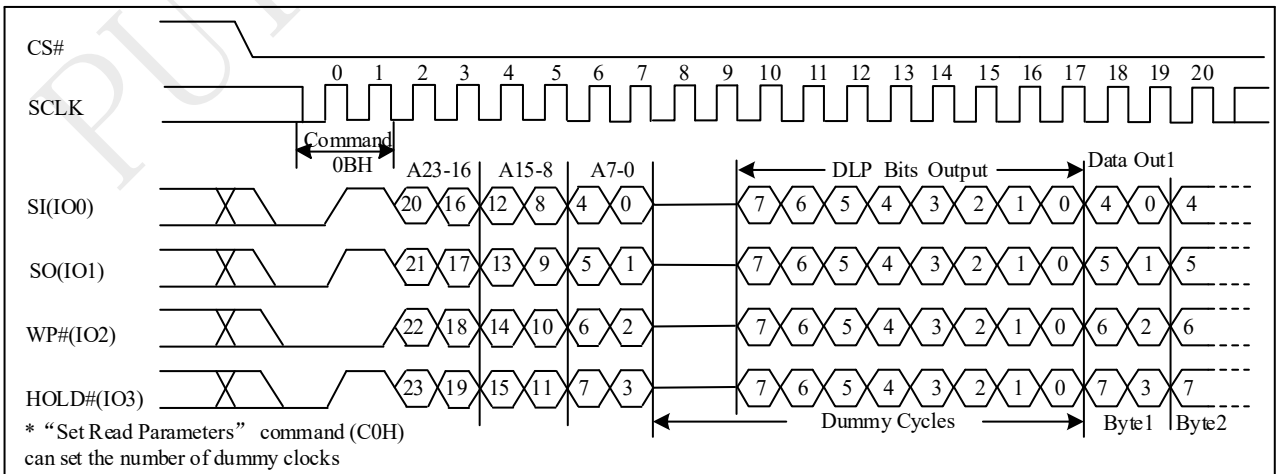 PUY
CS#
0 1 2 3 4 5 6 7 8 9 10 11 12 13 14 15 16 17 18 19 20
SCLK
Command
0BH
A23-16 A15-8 A7-0 DLP Bits Output Data Out1
SI(IO0) 20 16 12 8 4 0 7 6 5 4 3 2 1 0 4 0 4
SO(IO1) 21 17 13 9 5 1 7 6 5 4 3 2 1 0 5 1 5
WP#(IO2) 22 18 14 10 6 2 7 6 5 4 3 2 1 0 6 2 6
HOLD#(IO3) 23 19 15 11 7 3 7 6 5 4 3 2 1 0 7 3 7
Dummy Cycles Byte1 Byte2
*“Set Read Parameters” command (C0H)
can set the number of dummy clocks